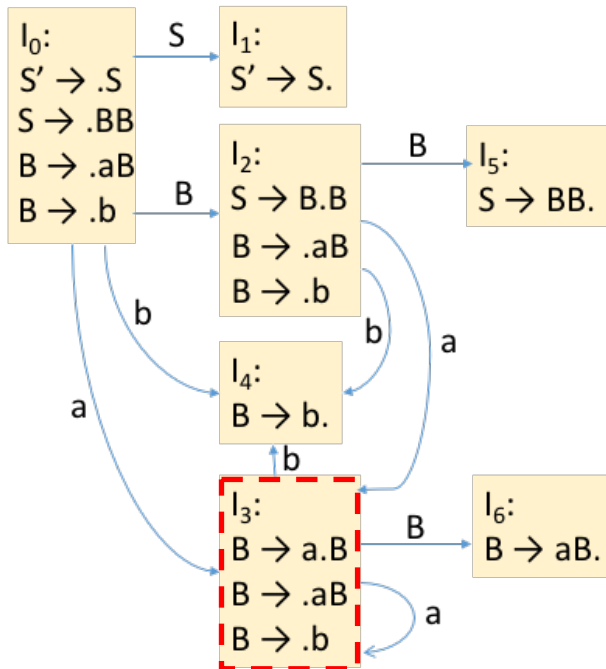 I₀:
S' → .S
S → .BB
B → .aB
B → .b
S
I₁:
S' → S.
B
I₂:
S → B.B
B → .aB
B → .b
B
I₅:
S → BB.
b
a
b
a
I₄:
B → b.
b
I₃:
B → a.B
B → .aB
B → .b
B
a
I₆:
B → aB.